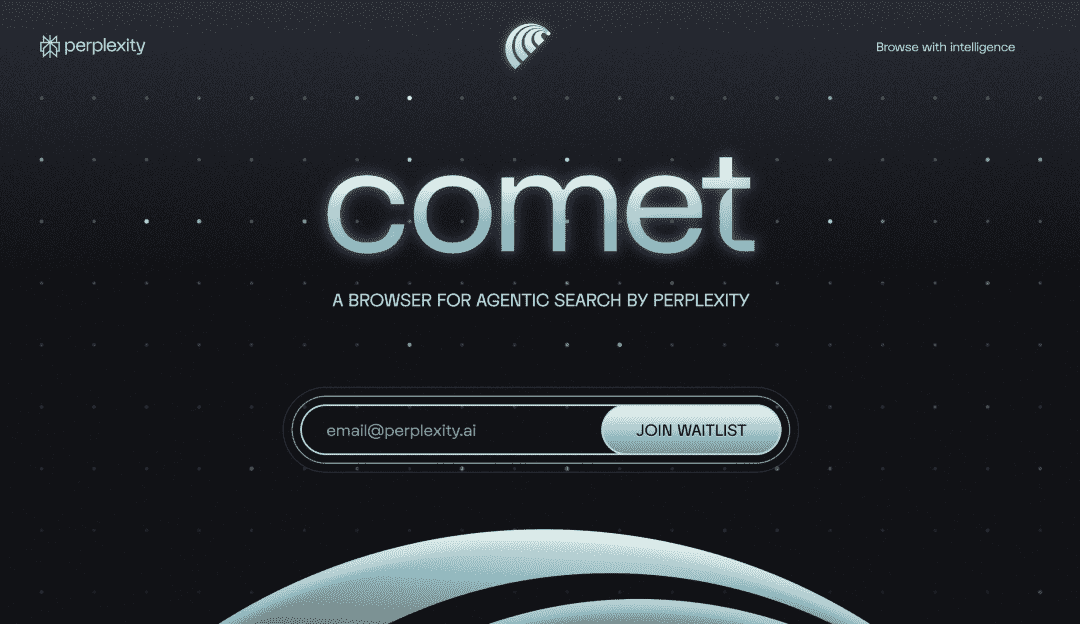 perplexity
Browse with intelligence
comet
A BROWSER FOR AGENTIC SEARCH BY PERPLEXITY
email@perplexity.ai
JOIN WAITLIST